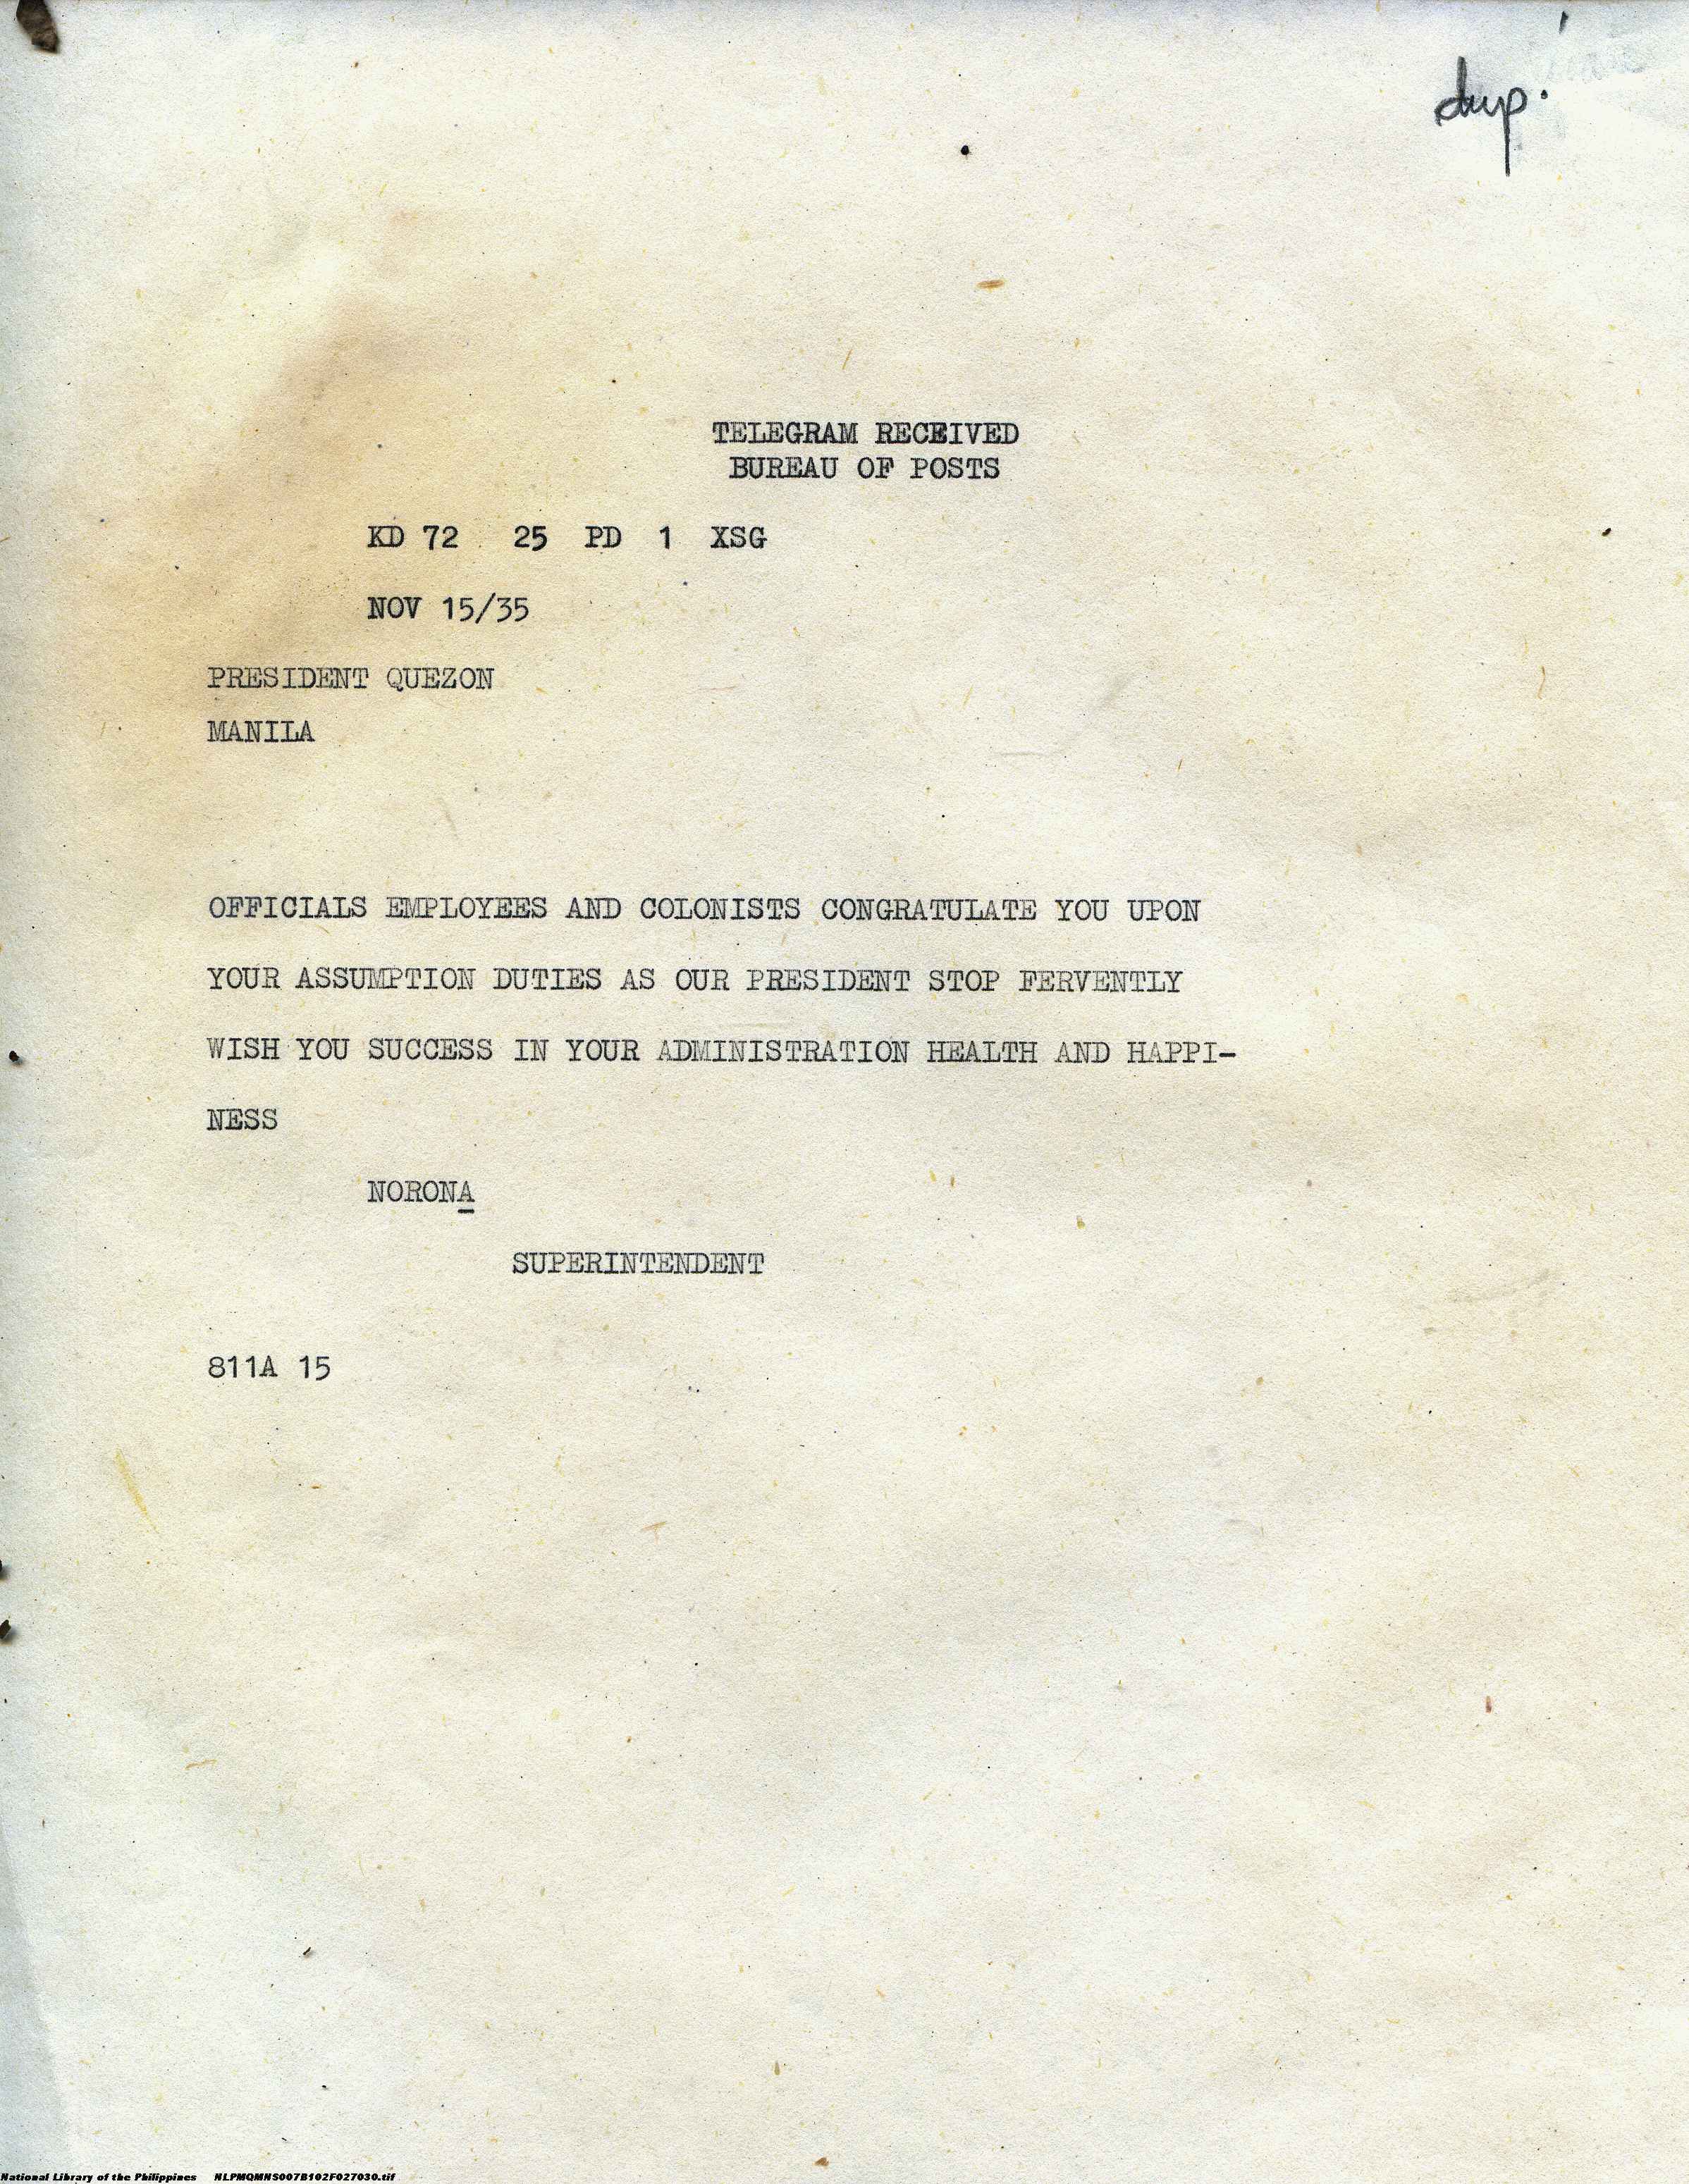 dup.
TELEGRAM RECEIVED
BUREAU OF POSTS
KD 72 25 PD 1 XSG
NOV 15/35
PRESIDENT QUEZON
MANILA
OFFICIALS EMPLOYEES AND COLONISTS CONGRATULATE YOU UPON
YOUR ASSUMPTION DUTIES AS OUR PRESIDENT STOP FERVENTLY
WISH YOU SUCCESS IN YOUR ADMINISTRATION HEALTH AND HAPPI-
NESS
NORONA
SUPERINTENDENT
811A 15
National Library of the Philippines NLPMQMNS007B102F027030.tif